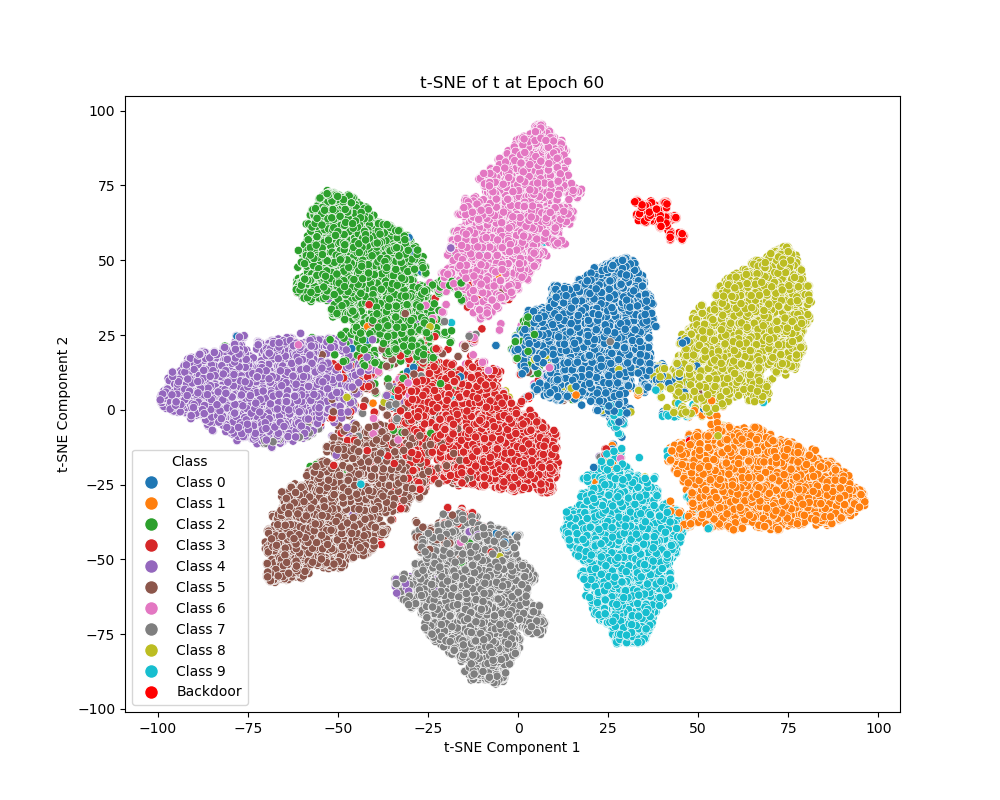 t-SNE of t at Epoch 60
100
75
50
25
0
−25
−50
−75
−100
t-SNE Component 2
Class
Class 0
Class 1
Class 2
Class 3
Class 4
Class 5
Class 6
Class 7
Class 8
Class 9
Backdoor
−100 −75 −50 −25 0 25 50 75 100
t-SNE Component 1